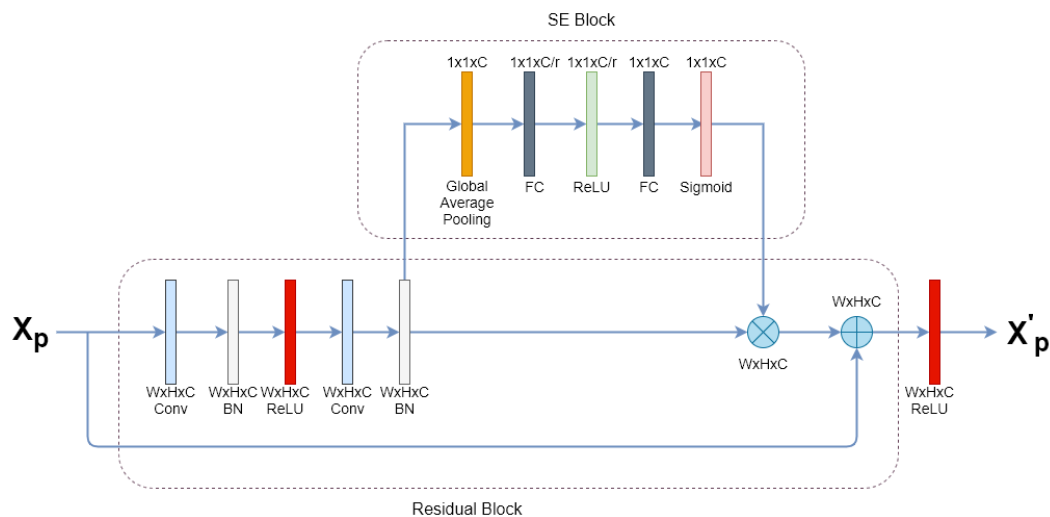 SE Block
1x1xC 1x1xC/r 1x1xC/r 1x1xC 1x1xC
Global
Average
Pooling
FC
ReLU
FC
Sigmoid
Xp
WxHxC
Conv
WxHxC
BN
WxHxC
ReLU
WxHxC
Conv
WxHxC
BN
WxHxC
WxHxC
WxHxC
ReLU
X'p
Residual Block